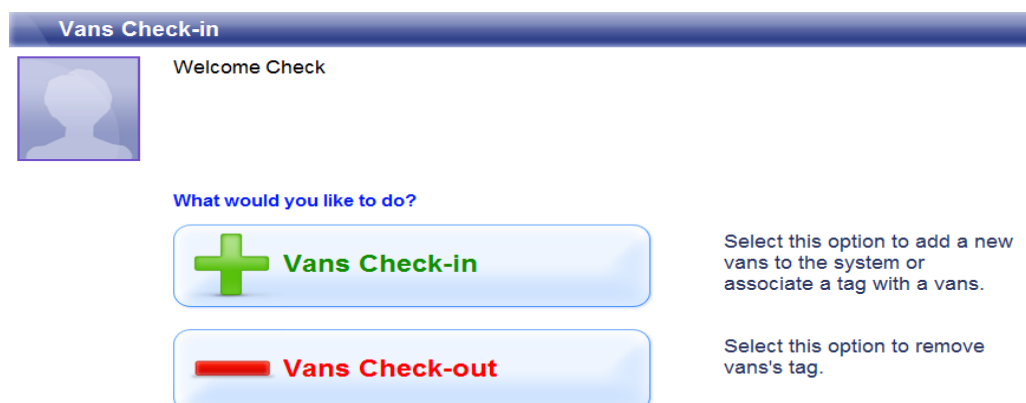 Vans Check-in
Welcome Check
What would you like to do?
Vans Check-in
Select this option to add a new
vans to the system or
associate a tag with a vans.
Vans Check-out
Select this option to remove
vans's tag.